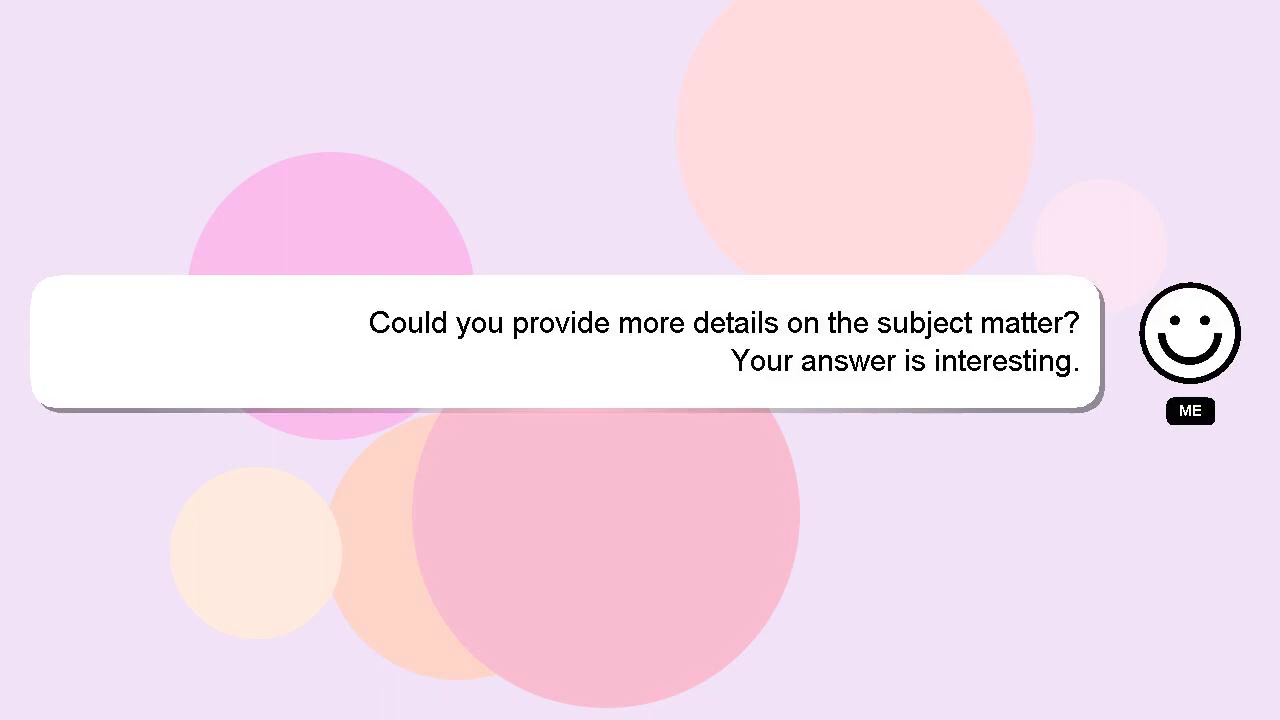 Could you provide more details on the subject matter?
Your answer is interesting.
ME